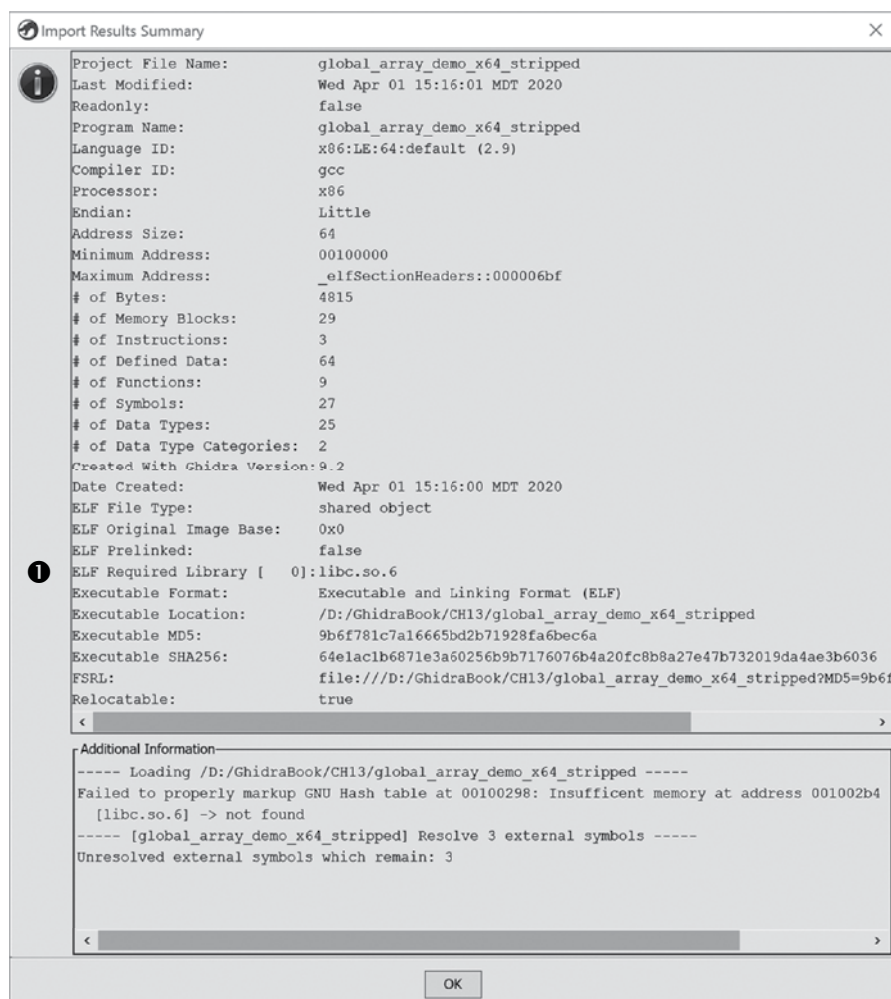 Import Results Summary
Project File Name: global_array_demo_x64_stripped
Last Modified: Wed Apr 01 15:16:01 MDT 2020
Readonly: false
Program Name: global_array_demo_x64_stripped
Language ID: x86:LE:64:default (2.9)
Compiler ID: gcc
Processor: x86
Endian: Little
Address Size: 64
Minimum Address: 00100000
Maximum Address: _elfSectionHeaders::000006bf
# of Bytes: 4815
# of Memory Blocks: 29
# of Instructions: 3
# of Defined Data: 64
# of Functions: 9
# of Symbols: 27
# of Data Types: 25
# of Data Type Categories: 2
Created With Ghidra Version: 9.2
Date Created: Wed Apr 01 15:16:00 MDT 2020
ELF File Type: shared object
ELF Original Image Base: 0x0
ELF Prelinked: false
❶ ELF Required Library [ 0]: libc.so.6
Executable Format: Executable and Linking Format (ELF)
Executable Location: /D:/GhidraBook/CH13/global_array_demo_x64_stripped
Executable MD5: 9b6f781c7a16665bd2b71928fa6bec6a
Executable SHA256: 64e1ac1b6871e3a60256b9b7176076b4a20fc8b8a27e47b732019da4ae3b6036
FSRL: file:///D:/GhidraBook/CH13/global_array_demo_x64_stripped?MD5=9b6f
Relocatable: true
Additional Information
----- Loading /D:/GhidraBook/CH13/global_array_demo_x64_stripped -----
Failed to properly markup GNU Hash table at 00100298: Insufficent memory at address 001002b4
[libc.so.6] -> not found
----- [global_array_demo_x64_stripped] Resolve 3 external symbols -----
Unresolved external symbols which remain: 3
OK